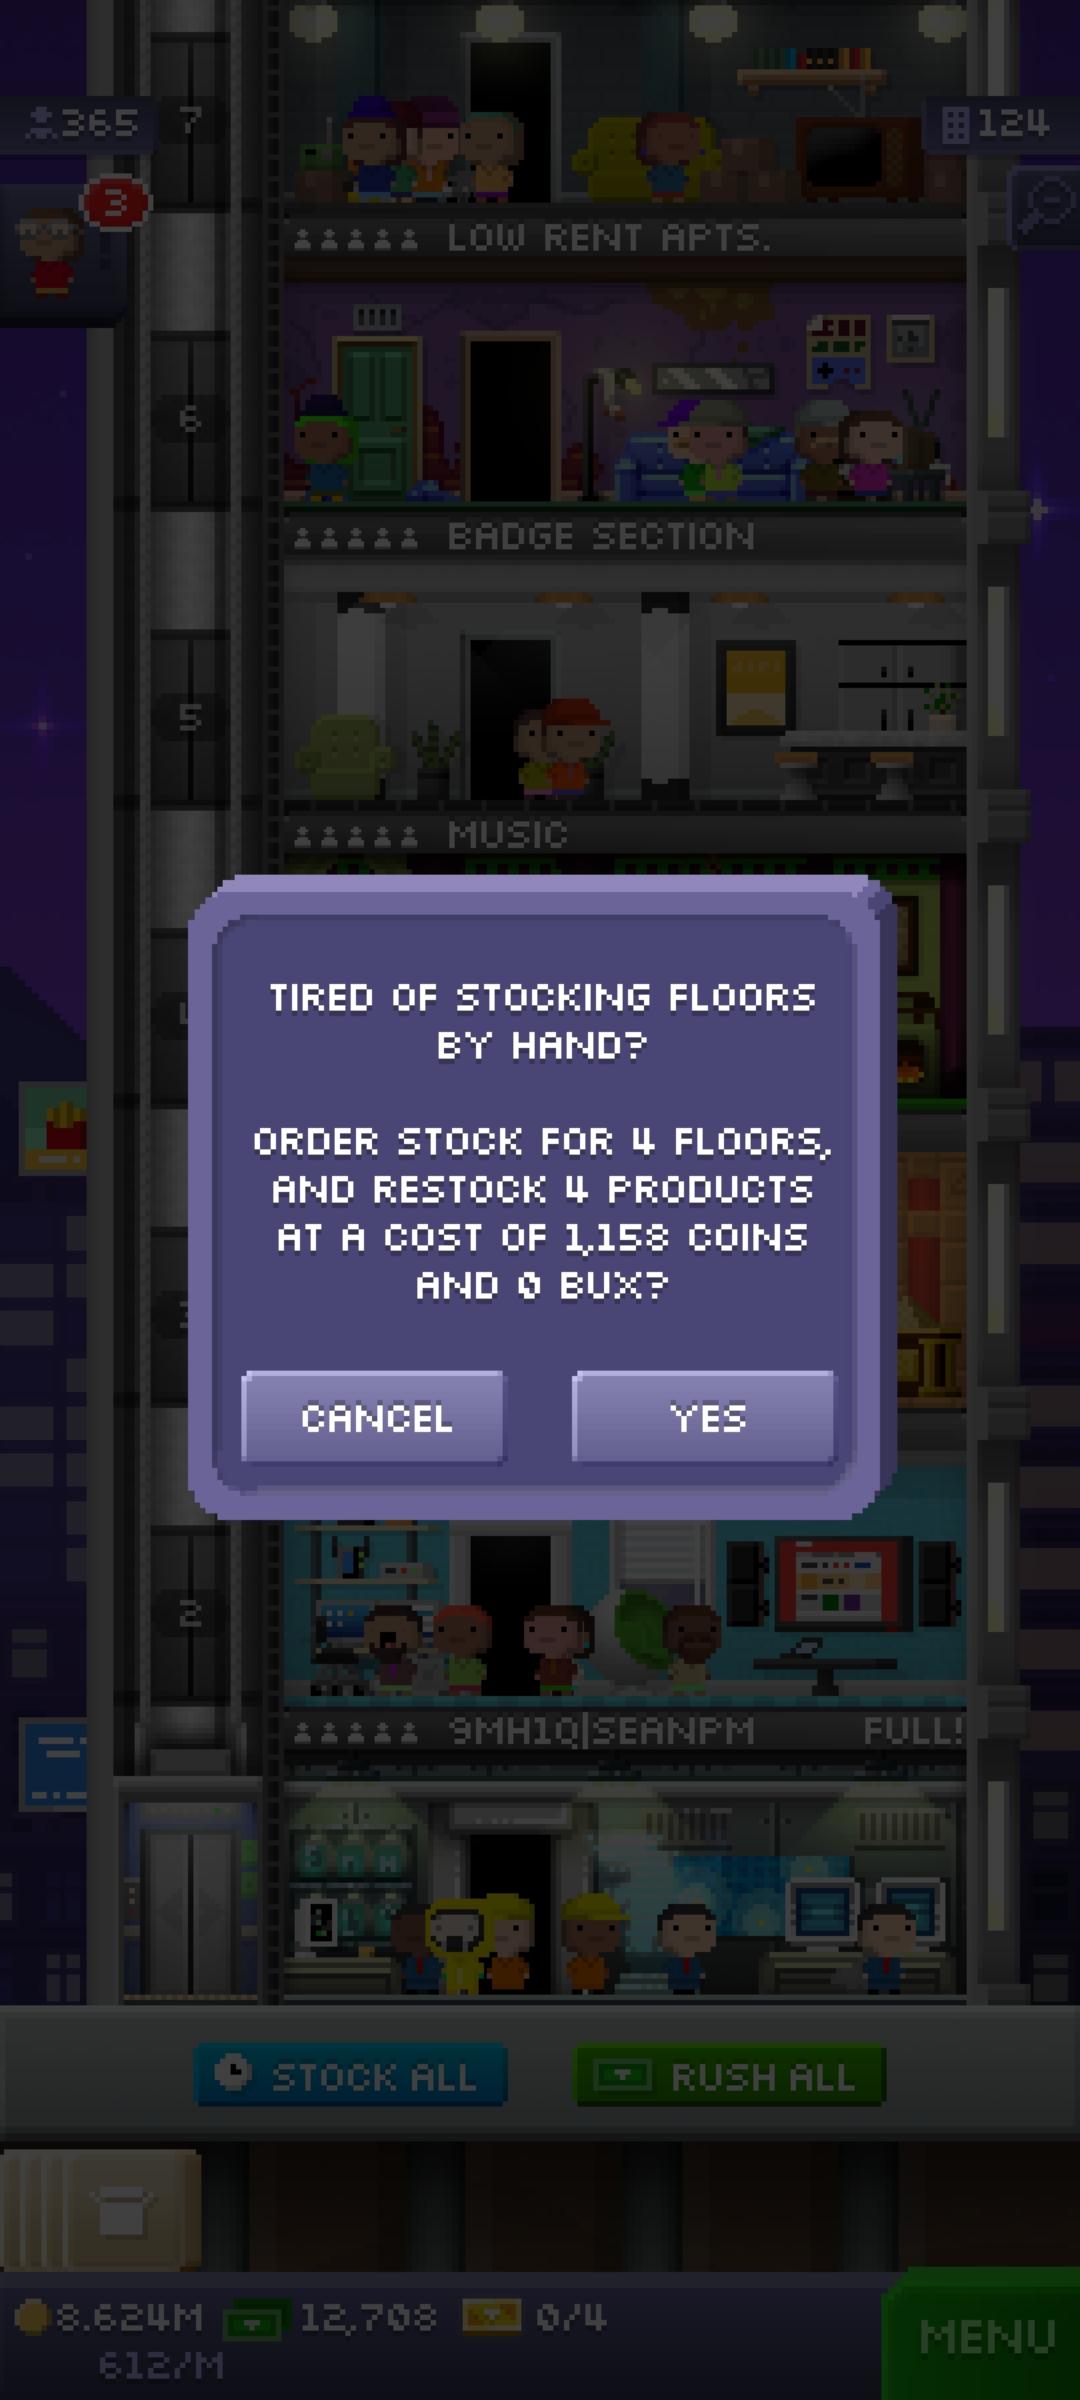 7
365
124
3
LOW RENT APTS.
6
BADGE SECTION
5
MUSIC
TIRED OF STOCKING FLOORS
BY HAND?
ORDER STOCK FOR 4 FLOORS,
AND RESTOCK 4 PRODUCTS
AT A COST OF 1,158 COINS
AND 0 BUX?
CANCEL
YES
2
9MH1Q|SEANPM
FULL!
STOCK ALL
RUSH ALL
8.624M
12,708
0/4
612/M
MENU